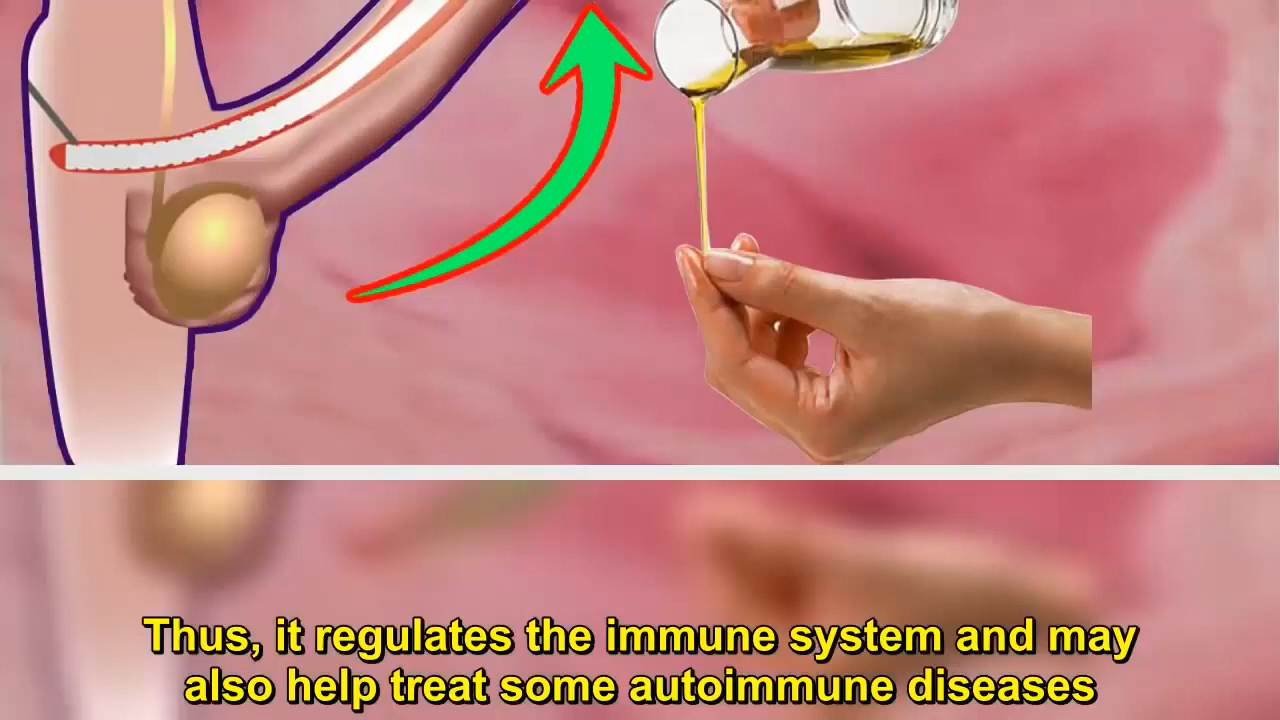 Thus, it regulates the immune system and may
also help treat some autoimmune diseases